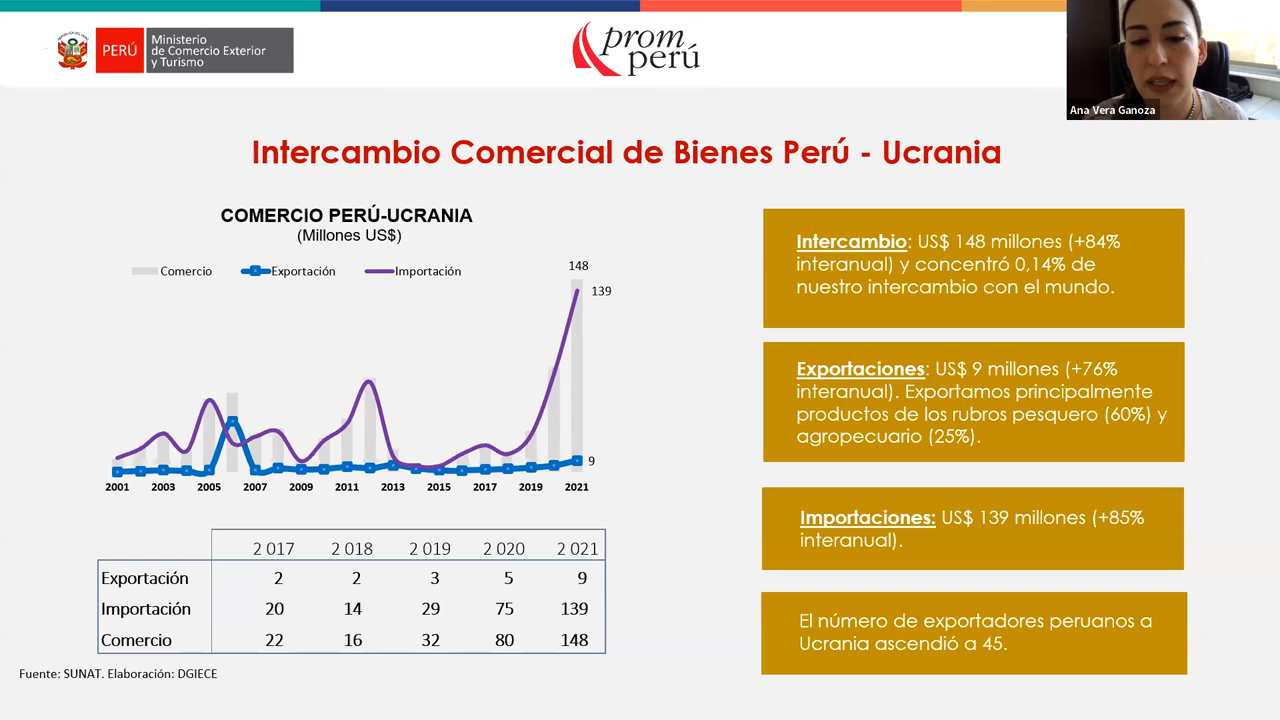 PERÚ
Ministerio
de Comercio Exterior
y Turismo
prom
perú
Ana Vera Ganoza
Intercambio Comercial de Bienes Perú - Ucrania
COMERCIO PERÚ-UCRANIA
(Millones US$)
Comercio Exportación Importación
148
139
9
2001 2003 2005 2007 2009 2011 2013 2015 2017 2019 2021
2 017 2 018 2 019 2 020 2 021
Exportación 2 2 3 5 9
Importación 20 14 29 75 139
Comercio 22 16 32 80 148
Fuente: SUNAT. Elaboración: DGIECE
Intercambio: US$ 148 millones (+84%
interanual) y concentró 0,14% de
nuestro intercambio con el mundo.
Exportaciones: US$ 9 millones (+76%
interanual). Exportamos principalmente
productos de los rubros pesquero (60%) y
agropecuario (25%).
Importaciones: US$ 139 millones (+85%
interanual).
El número de exportadores peruanos a
Ucrania ascendió a 45.